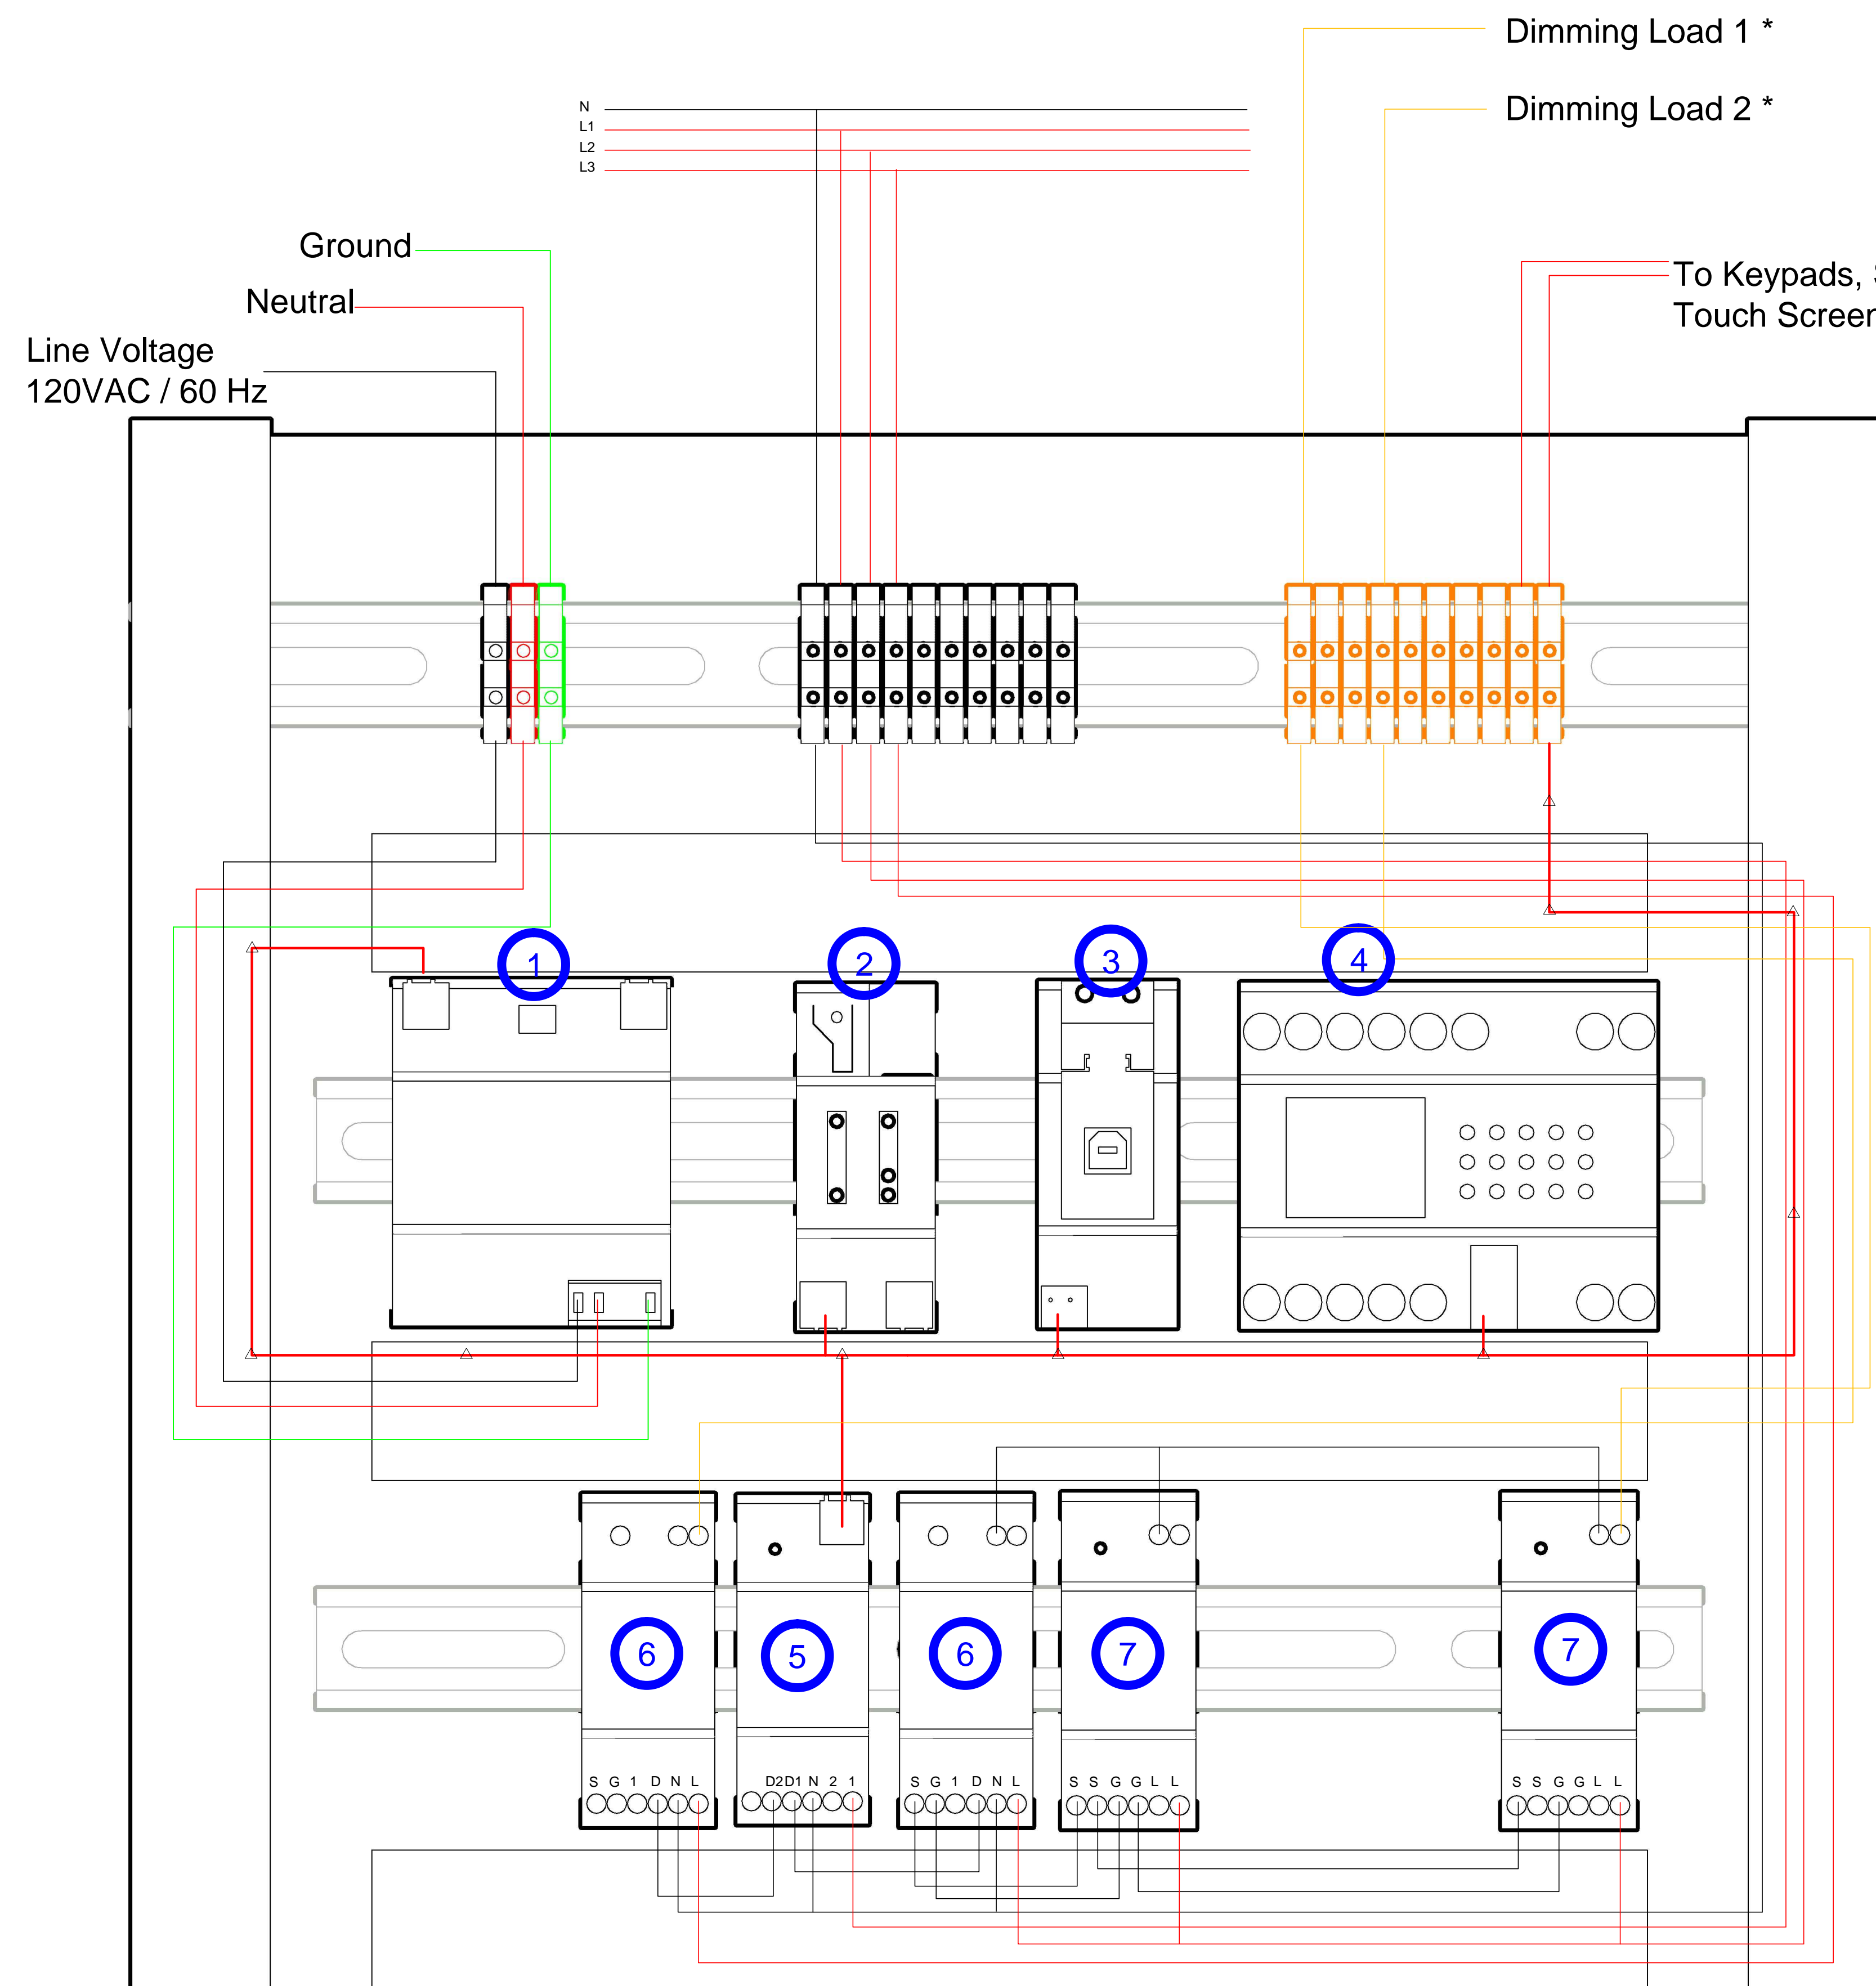 Dimming Load 1 *
Dimming Load 2 *
N
L1
L2
L3
Ground
Neutral
To Keypads,
Touch
Line Voltage
120VAC / 60 Hz
1
2
3
4
6
5
6
7
7
S G 1 D N L
D2 D1 N 2 1
S G 1 D N L
S S G G L L
S S G G L L